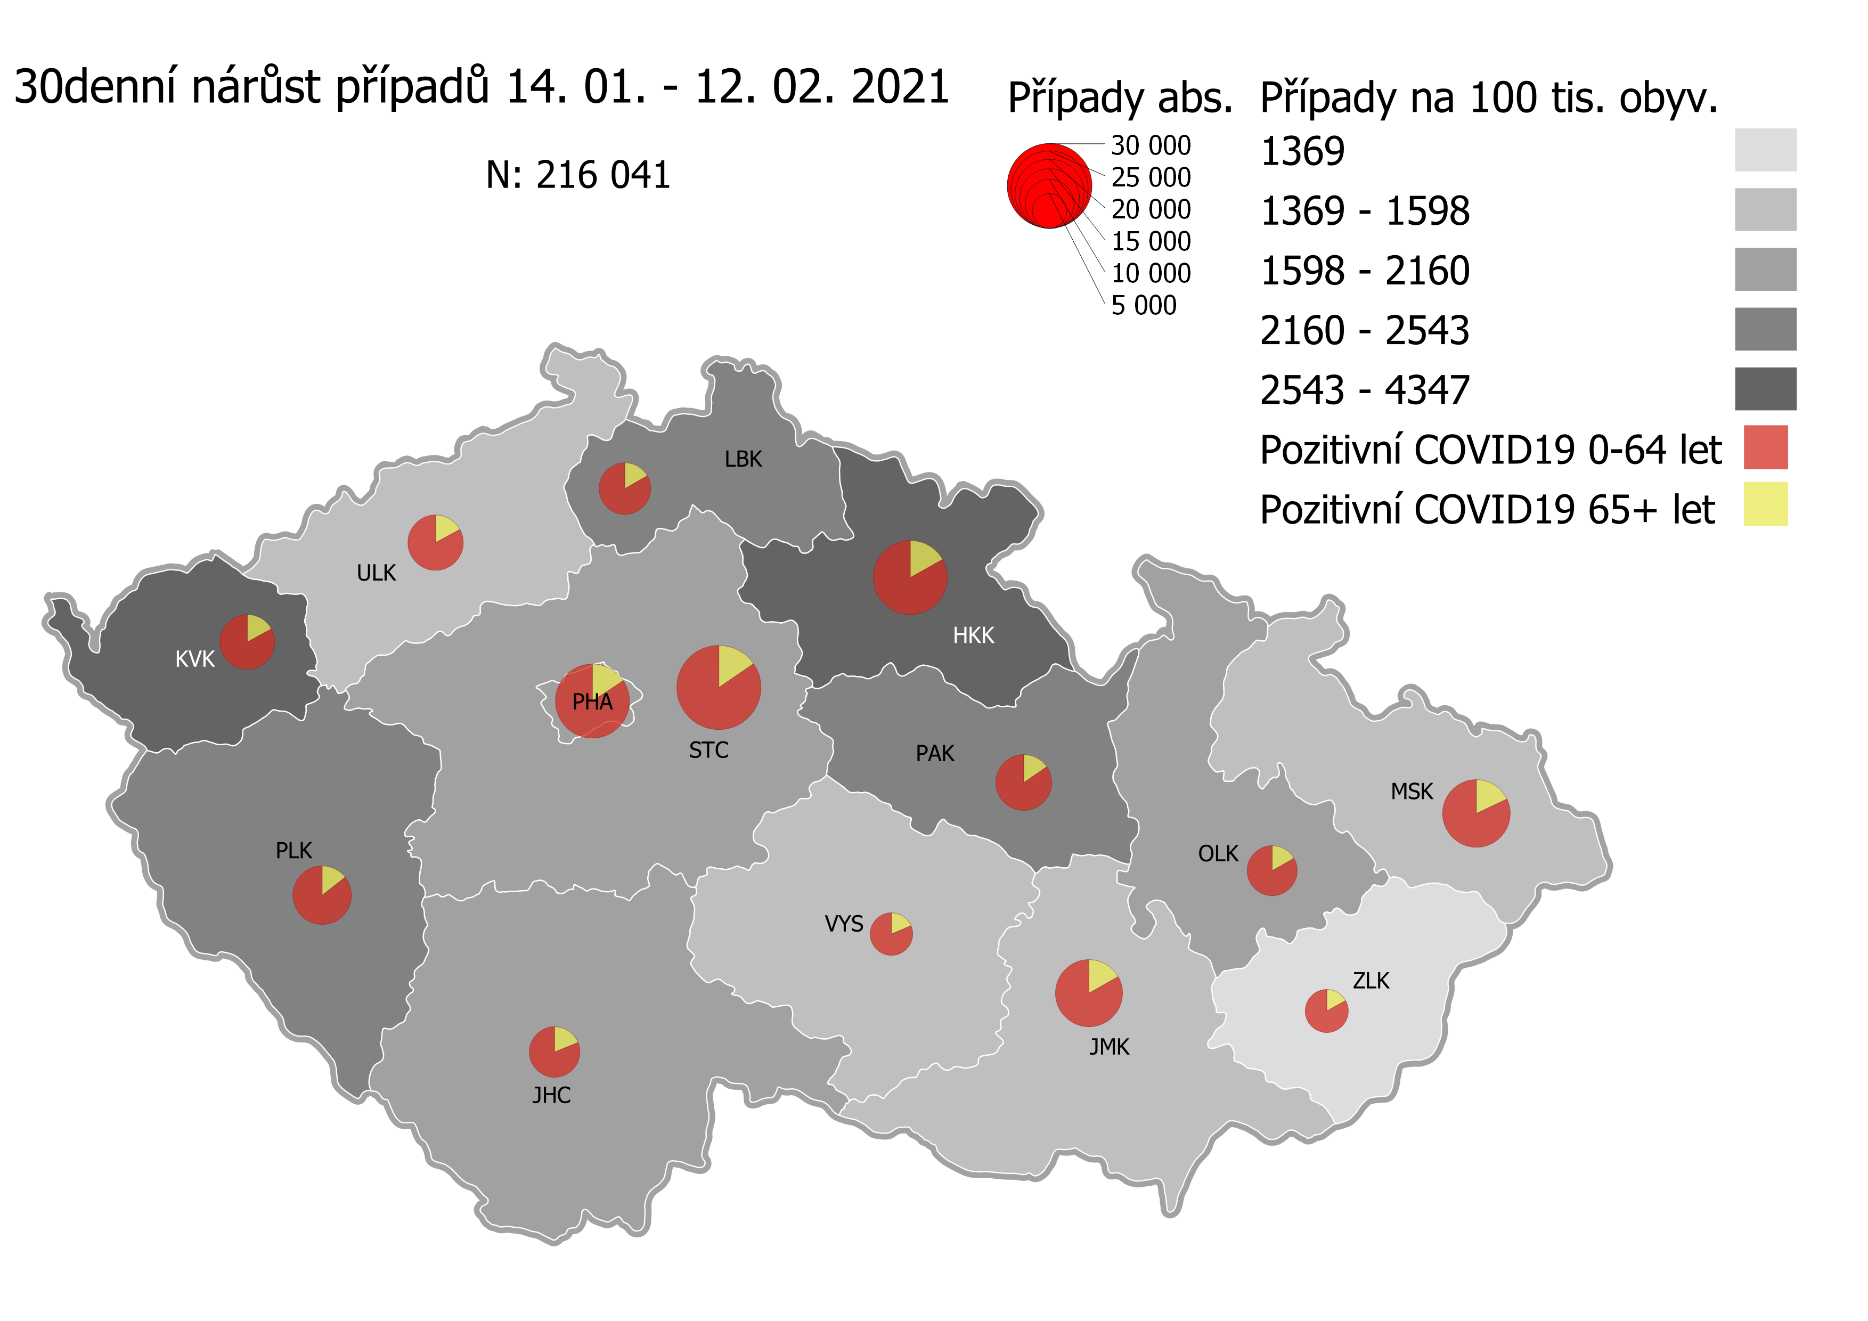 30denní nárůst případů 14. 01. - 12. 02. 2021
N: 216 041
Případy abs.
30 000
25 000
20 000
15 000
10 000
5 000
Případy na 100 tis. obyv.
1369
1369 - 1598
1598 - 2160
2160 - 2543
2543 - 4347
Pozitivní COVID19 0-64 let
Pozitivní COVID19 65+ let
LBK
ULK
HKK
KVK
PHA
STC
PAK
MSK
PLK
OLK
VYS
ZLK
JMK
JHC